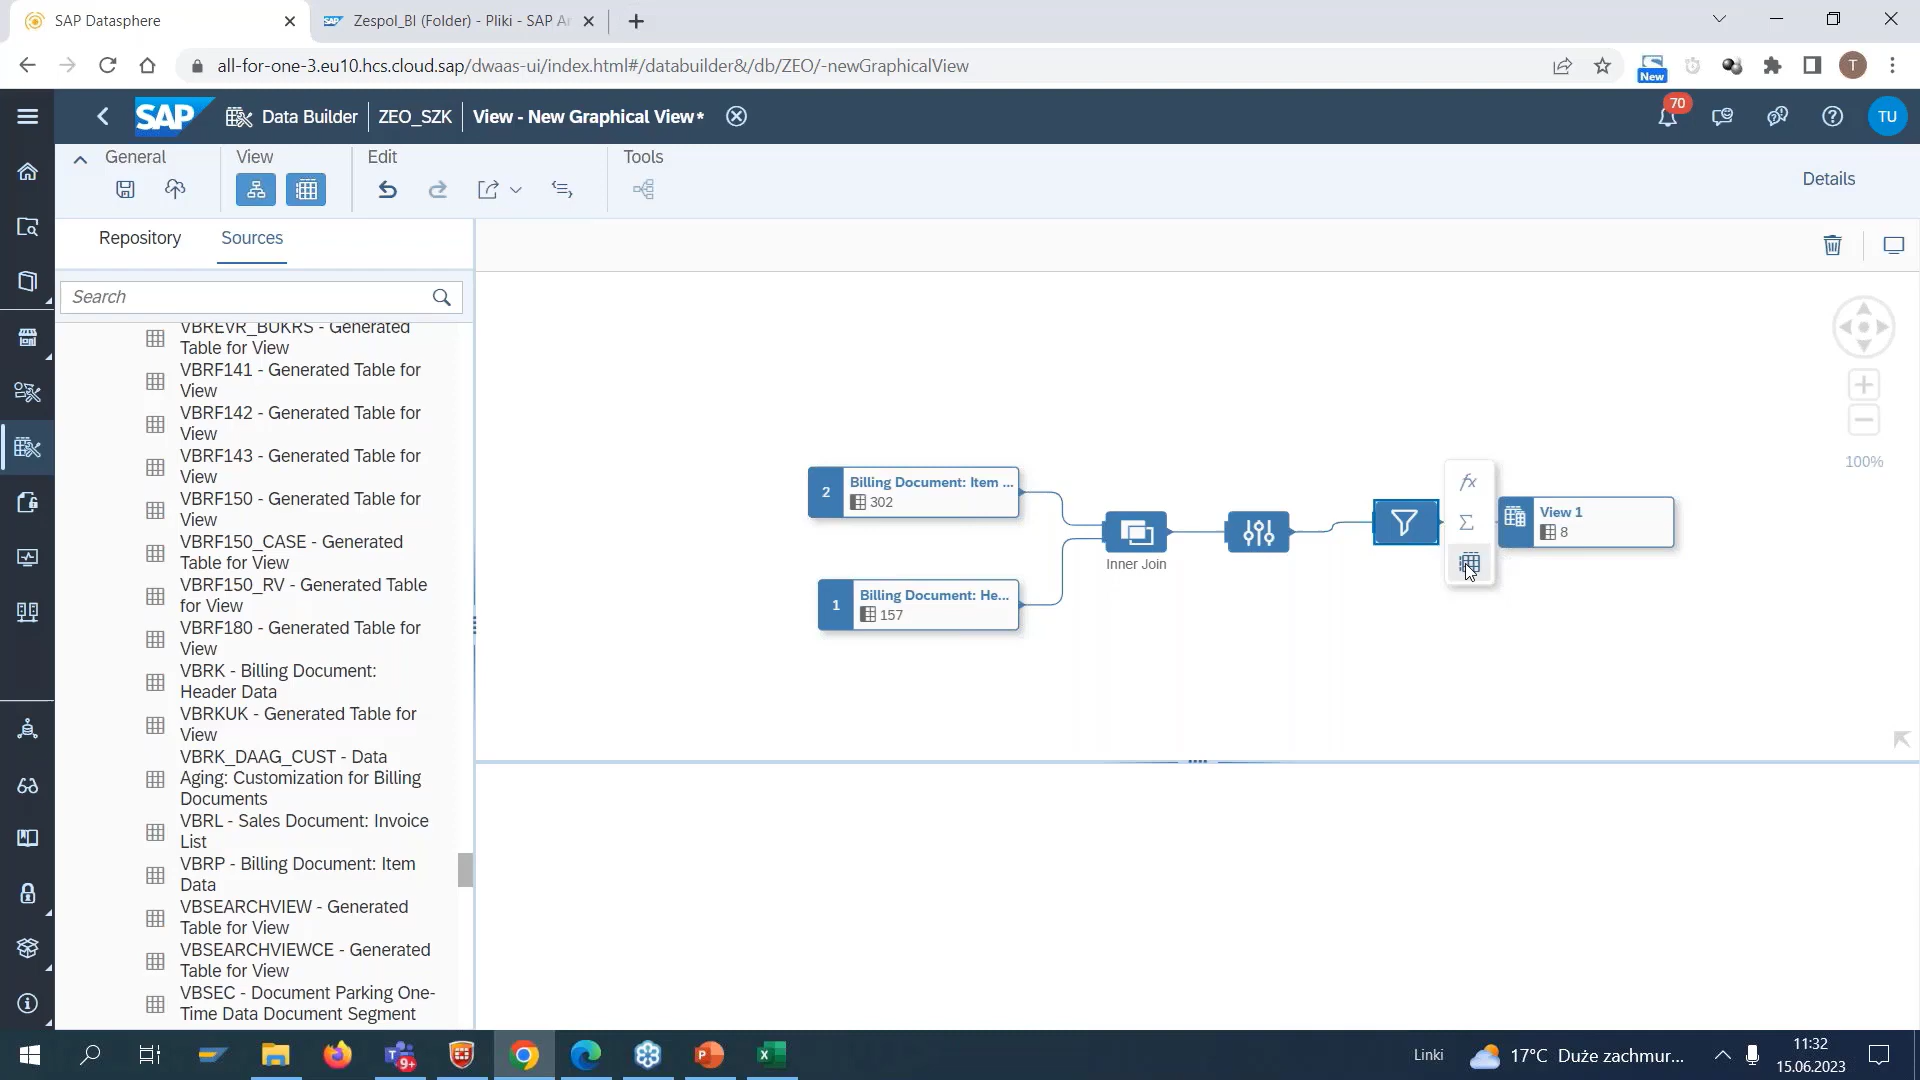 SAP Datasphere
Zespol_BI (Folder) - Pliki - SAP A
all-for-one-3.eu10.hcs.cloud.sap/dwaas-ui/index.html#/databuilder&/db/ZEO/-newGraphicalView
New
T
SAP
Data Builder
ZEO_SZK
View - New Graphical View*
70
TU
General
View
Edit
Tools
Details
Repository
Sources
Search
VBREVR_BUKRS - Generated
Table for View
VBRF141 - Generated Table for
View
VBRF142 - Generated Table for
View
VBRF143 - Generated Table for
View
VBRF150 - Generated Table for
View
VBRF150_CASE - Generated
Table for View
VBRF150_RV - Generated Table
for View
VBRF180 - Generated Table for
View
VBRK - Billing Document:
Header Data
VBRKUK - Generated Table for
View
VBRK_DAAG_CUST - Data
Aging: Customization for Billing
Documents
VBRL - Sales Document: Invoice
List
VBRP - Billing Document: Item
Data
VBSEARCHVIEW - Generated
Table for View
VBSEARCHVIEWCE - Generated
Table for View
VBSEC - Document Parking One-
Time Data Document Segment
2
Billing Document: Item ...
302
1
Billing Document: He...
157
Inner Join
fx
Σ
View 1
8
100%
9+
Linki
17°C Duże zachmur...
11:32
15.06.2023